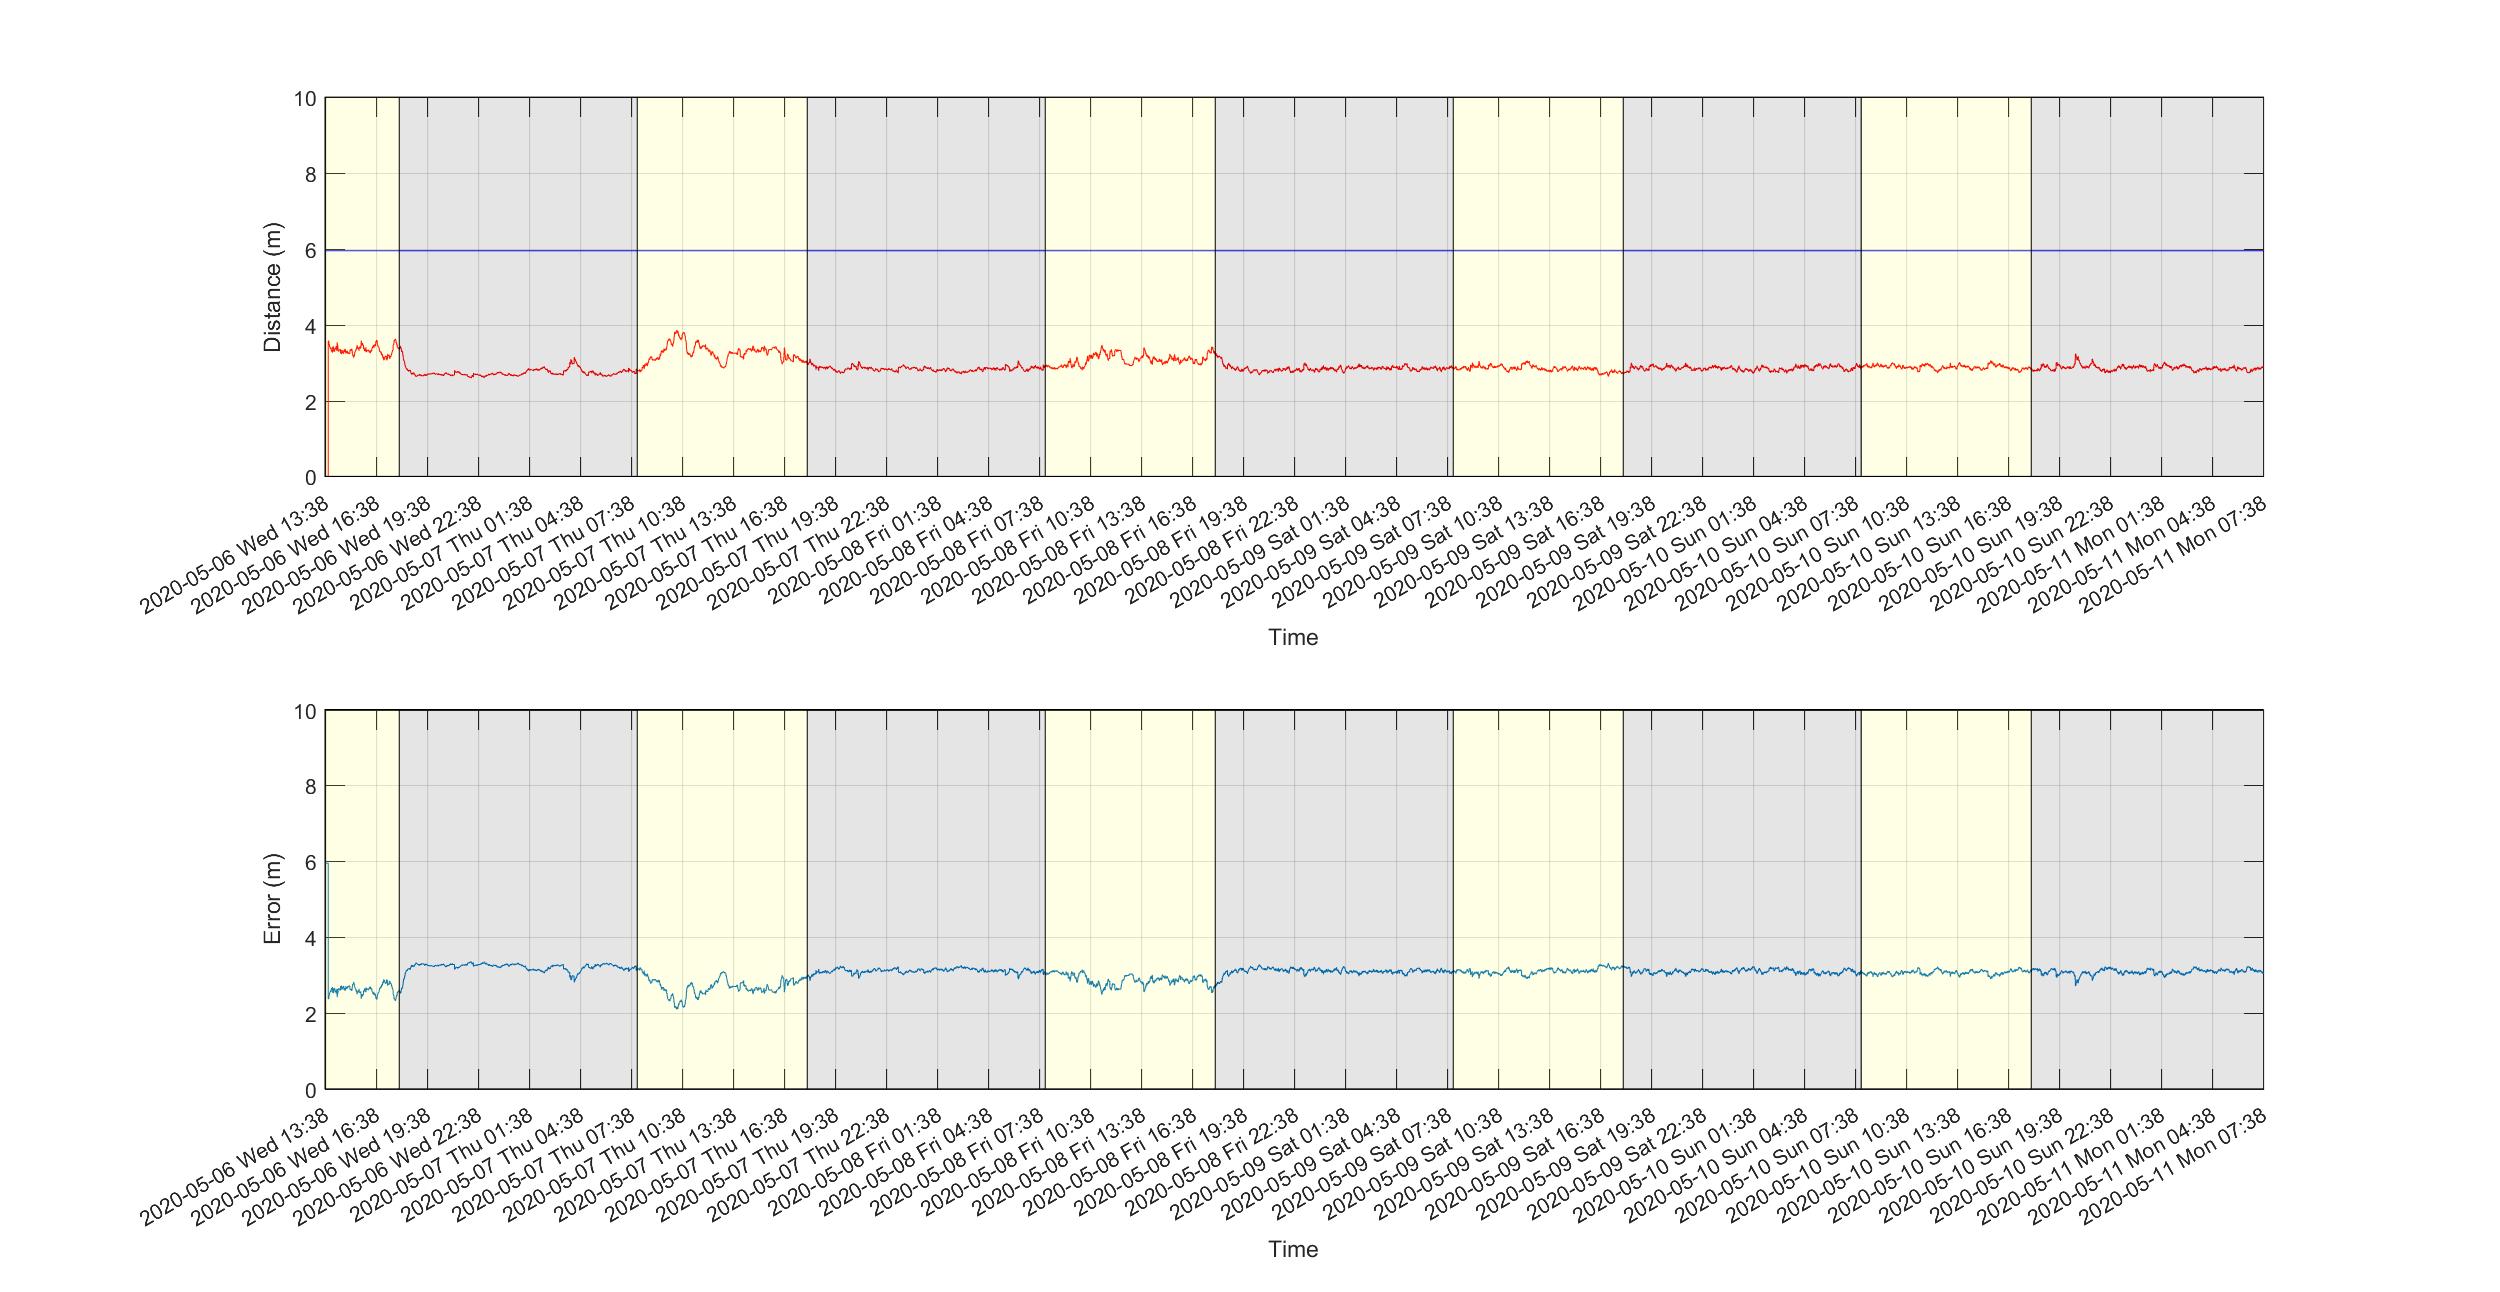 10
8
6
4
2
0
Distance (m)
2020-05-06 Wed 13:38
2020-05-06 Wed 16:38
2020-05-06 Wed 19:38
2020-05-06 Wed 22:38
2020-05-07 Thu 01:38
2020-05-07 Thu 04:38
2020-05-07 Thu 07:38
2020-05-07 Thu 10:38
2020-05-07 Thu 13:38
2020-05-07 Thu 16:38
2020-05-07 Thu 19:38
2020-05-07 Thu 22:38
2020-05-08 Fri 01:38
2020-05-08 Fri 04:38
2020-05-08 Fri 07:38
2020-05-08 Fri 10:38
2020-05-08 Fri 13:38
2020-05-08 Fri 16:38
2020-05-08 Fri 19:38
2020-05-08 Fri 22:38
2020-05-09 Sat 01:38
2020-05-09 Sat 04:38
2020-05-09 Sat 07:38
2020-05-09 Sat 10:38
2020-05-09 Sat 13:38
2020-05-09 Sat 16:38
2020-05-09 Sat 19:38
2020-05-09 Sat 22:38
2020-05-10 Sun 01:38
2020-05-10 Sun 04:38
2020-05-10 Sun 07:38
2020-05-10 Sun 10:38
2020-05-10 Sun 13:38
2020-05-10 Sun 16:38
2020-05-10 Sun 19:38
2020-05-10 Sun 22:38
2020-05-11 Mon 01:38
2020-05-11 Mon 04:38
2020-05-11 Mon 07:38
Time
10
8
6
4
2
0
Error (m)
2020-05-06 Wed 13:38
2020-05-06 Wed 16:38
2020-05-06 Wed 19:38
2020-05-06 Wed 22:38
2020-05-07 Thu 01:38
2020-05-07 Thu 04:38
2020-05-07 Thu 07:38
2020-05-07 Thu 10:38
2020-05-07 Thu 13:38
2020-05-07 Thu 16:38
2020-05-07 Thu 19:38
2020-05-07 Thu 22:38
2020-05-08 Fri 01:38
2020-05-08 Fri 04:38
2020-05-08 Fri 07:38
2020-05-08 Fri 10:38
2020-05-08 Fri 13:38
2020-05-08 Fri 16:38
2020-05-08 Fri 19:38
2020-05-08 Fri 22:38
2020-05-09 Sat 01:38
2020-05-09 Sat 04:38
2020-05-09 Sat 07:38
2020-05-09 Sat 10:38
2020-05-09 Sat 13:38
2020-05-09 Sat 16:38
2020-05-09 Sat 19:38
2020-05-09 Sat 22:38
2020-05-10 Sun 01:38
2020-05-10 Sun 04:38
2020-05-10 Sun 07:38
2020-05-10 Sun 10:38
2020-05-10 Sun 13:38
2020-05-10 Sun 16:38
2020-05-10 Sun 19:38
2020-05-10 Sun 22:38
2020-05-11 Mon 01:38
2020-05-11 Mon 04:38
2020-05-11 Mon 07:38
Time